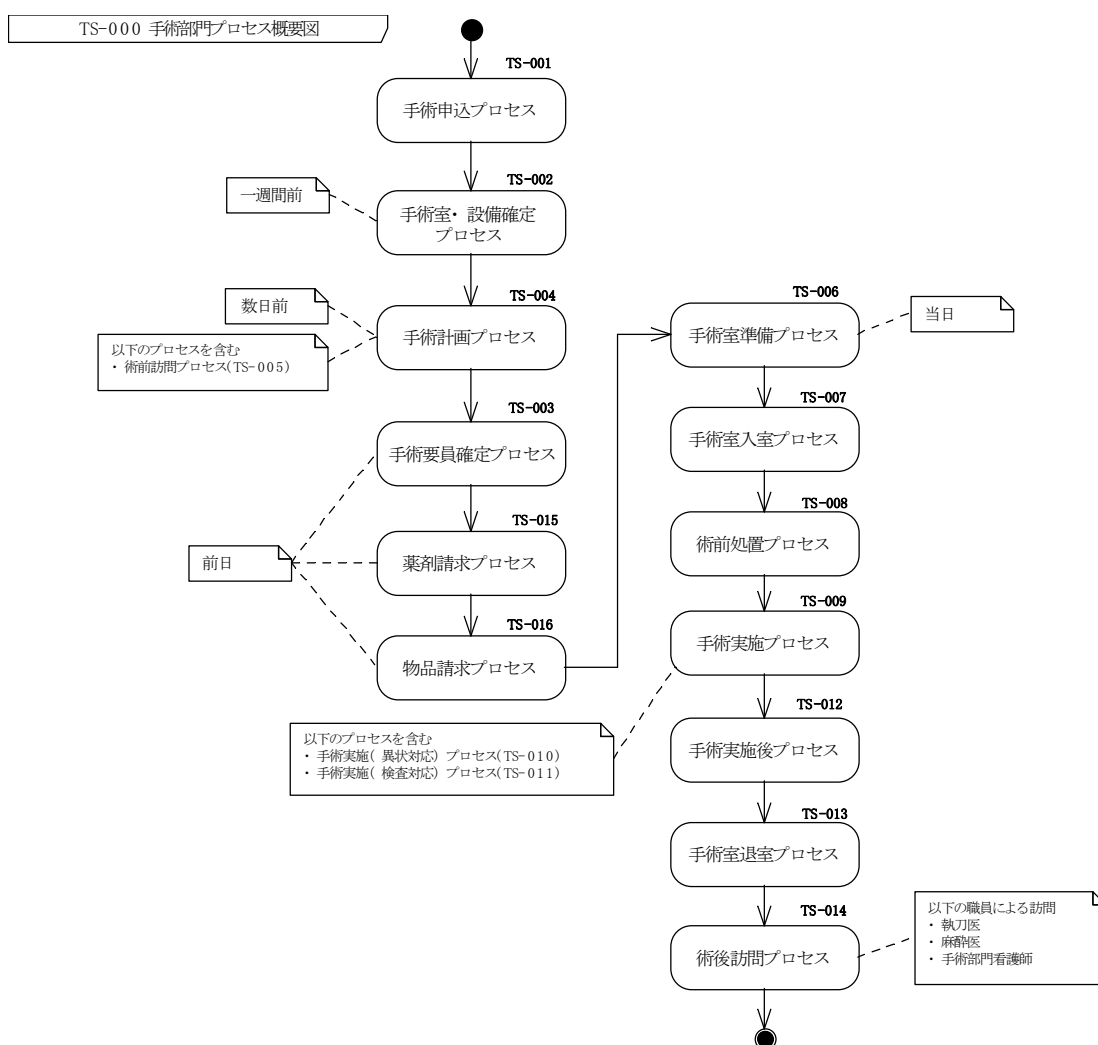 TS-000 手術部門プロセス概要図
TS-001
手術申込プロセス
TS-002
一週間前
手術室・設備確定
プロセス
TS-004
数日前
手術計画プロセス
以下のプロセスを含む
・術前訪問プロセス(TS-005)
TS-003
手術要員確定プロセス
TS-015
前日
薬剤請求プロセス
TS-016
物品請求プロセス
TS-006
手術室準備プロセス
当日
TS-007
手術室入室プロセス
TS-008
術前処置プロセス
TS-009
手術実施プロセス
以下のプロセスを含む
・手術実施(異状対応)プロセス(TS-010)
・手術実施(検査対応)プロセス(TS-011)
TS-012
手術実施後プロセス
TS-013
手術室退室プロセス
TS-014
術後訪問プロセス
以下の職員による訪問
・執刀医
・麻酔医
・手術部門看護師